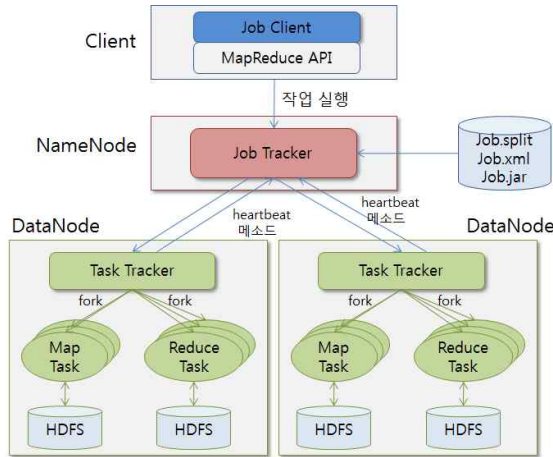 Client
Job Client
MapReduce API
작업 실행
NameNode
Job Tracker
Job.split
Job.xml
Job.jar
heartbeat
메소드
heartbeat
메소드
DataNode
DataNode
Task Tracker
Task Tracker
fork
fork
fork
fork
Map
Task
Reduce
Task
Map
Task
Reduce
Task
HDFS
HDFS
HDFS
HDFS